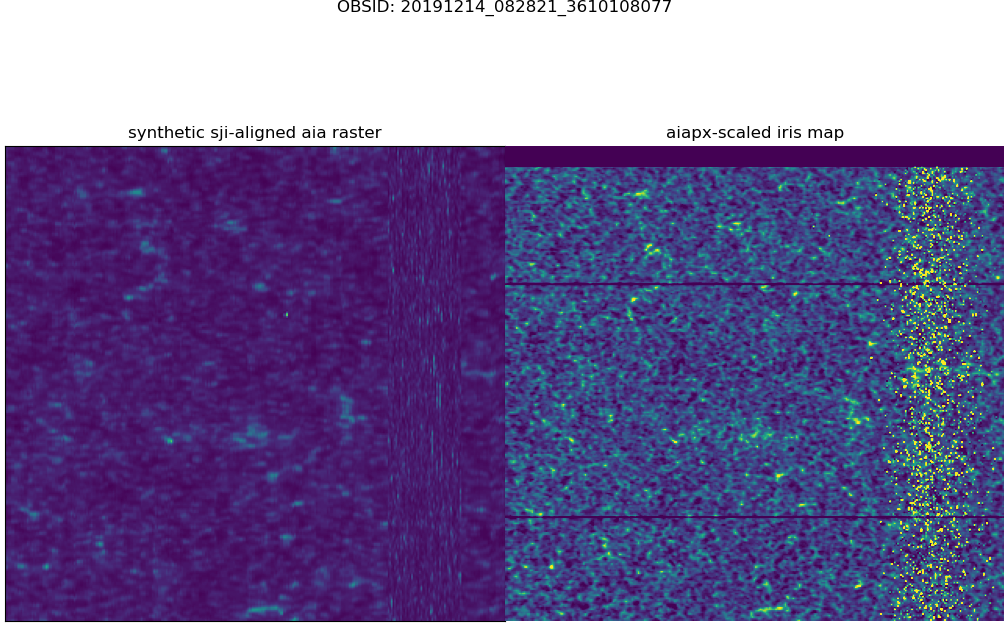 OBSID: 20191214_082821_3610108077
synthetic sji-aligned aia raster
aiapx-scaled iris map